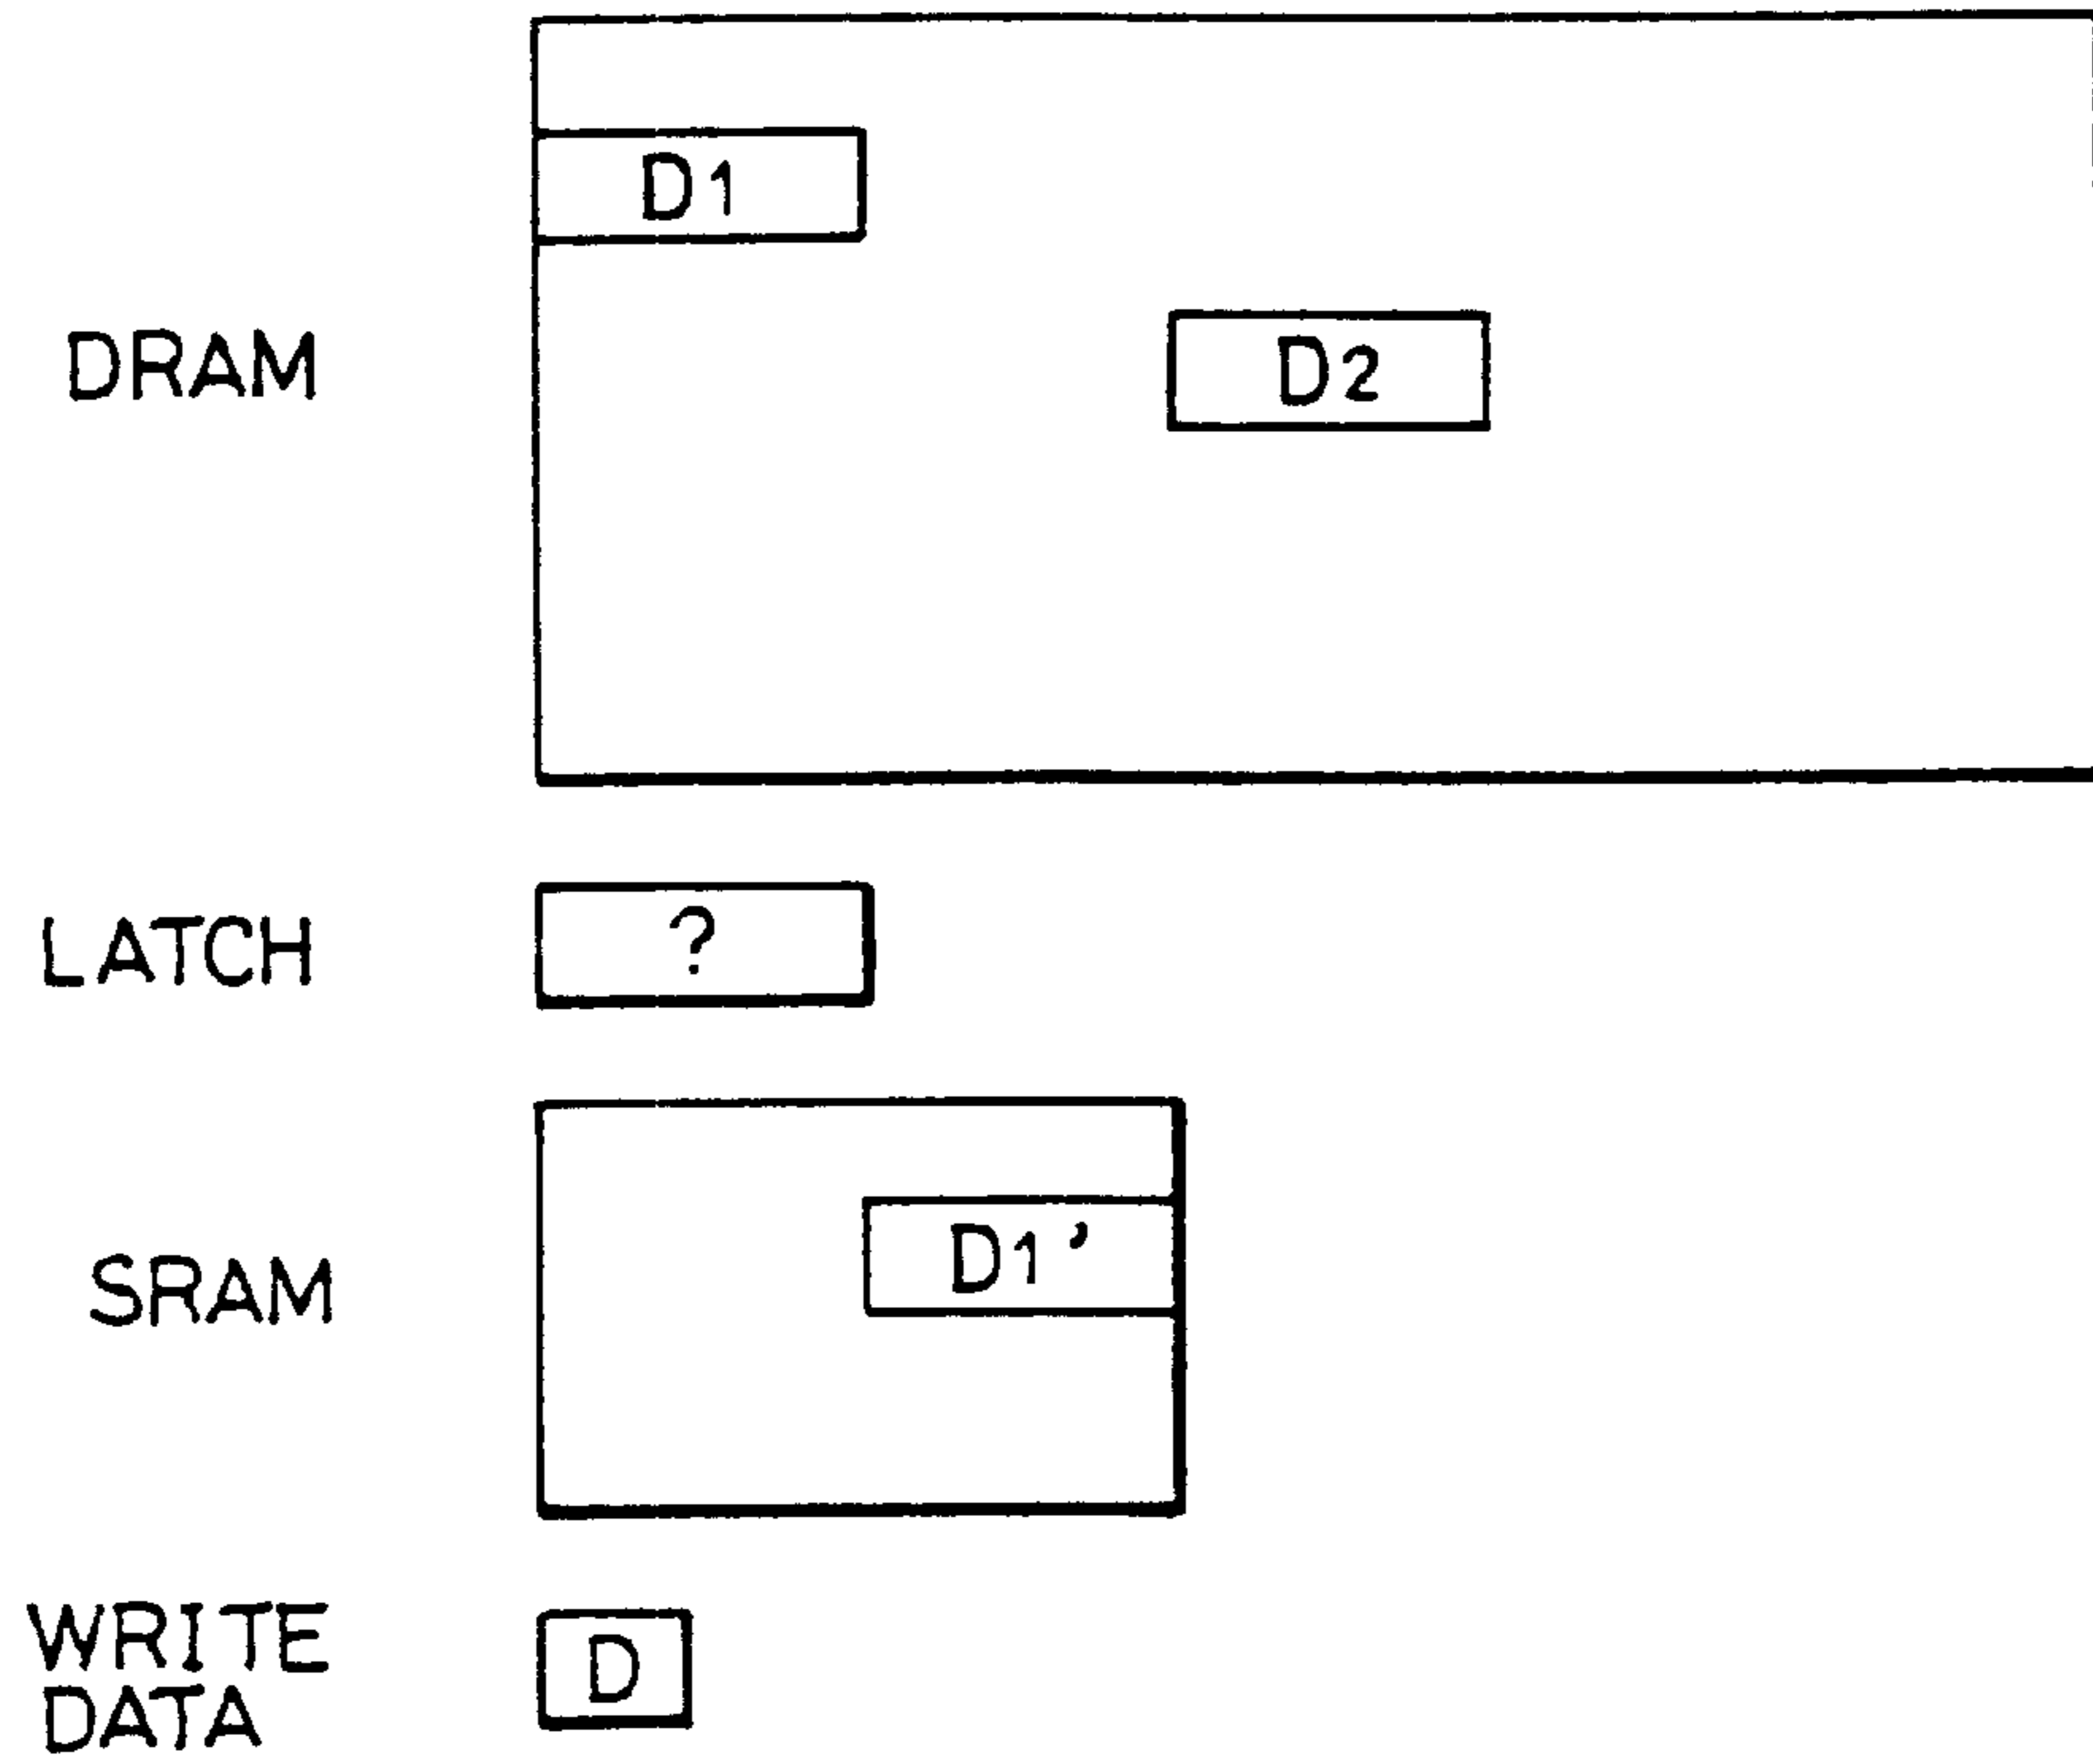 D1
DRAM
D2
LATCH
?
D1’
SRAM
WRITE
DATA
D